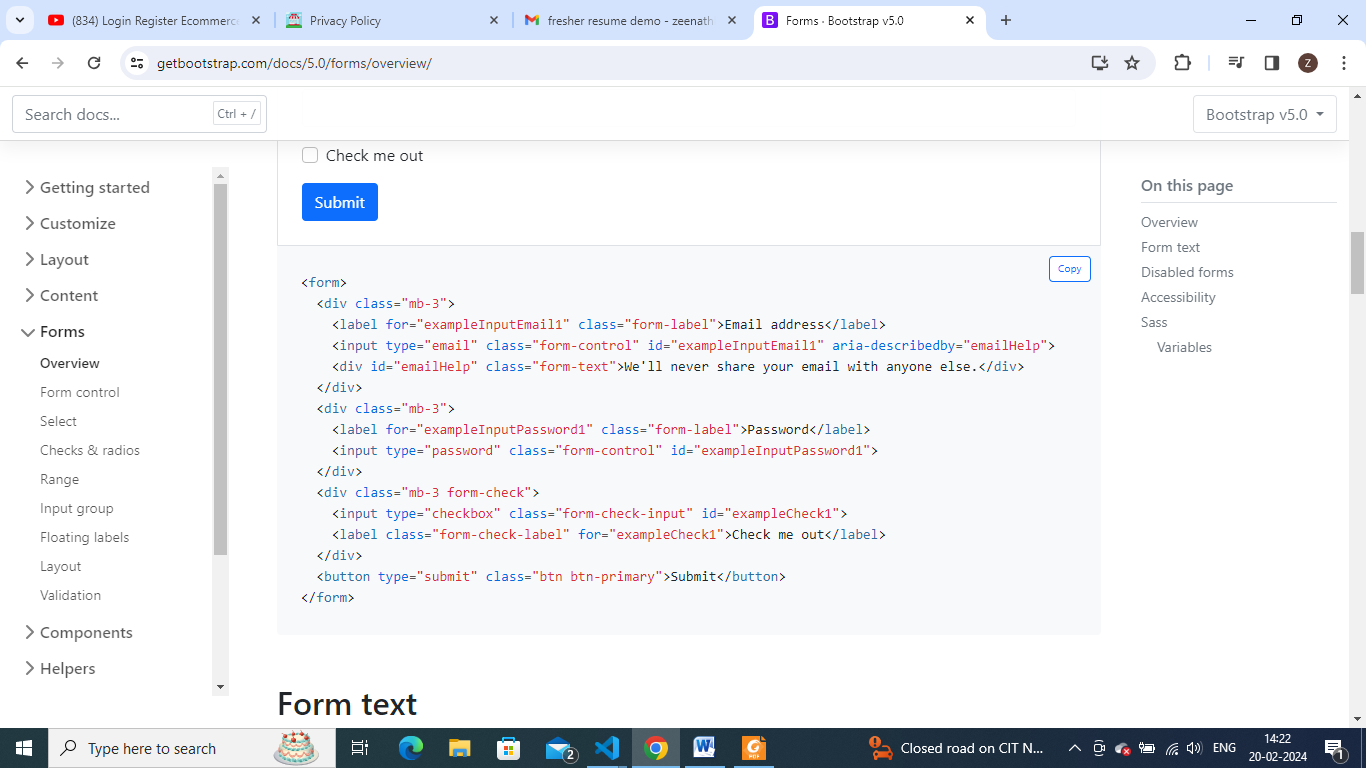 (834) Login Register Ecommerce
Privacy Policy
fresher resume demo - zeenath
B
Forms · Bootstrap v5.0
getbootstrap.com/docs/5.0/forms/overview/
Z
Search docs...
Ctrl + /
Bootstrap v5.0
Getting started
Customize
Layout
Content
Forms
Overview
Form control
Select
Checks & radios
Range
Input group
Floating labels
Layout
Validation
Components
Helpers
Check me out
Submit
Copy
<form>
<div class="mb-3">
<label for="exampleInputEmail1" class="form-label">Email address</label>
<input type="email" class="form-control" id="exampleInputEmail1" aria-describedby="emailHelp">
<div id="emailHelp" class="form-text">We'll never share your email with anyone else.</div>
</div>
<div class="mb-3">
<label for="exampleInputPassword1" class="form-label">Password</label>
<input type="password" class="form-control" id="exampleInputPassword1">
</div>
<div class="mb-3 form-check">
<input type="checkbox" class="form-check-input" id="exampleCheck1">
<label class="form-check-label" for="exampleCheck1">Check me out</label>
</div>
<button type="submit" class="btn btn-primary">Submit</button>
</form>
Form text
On this page
Overview
Form text
Disabled forms
Accessibility
Sass
Variables
Type here to search
2
W
Closed road on CIT N...
ENG
14:22
20-02-2024
1